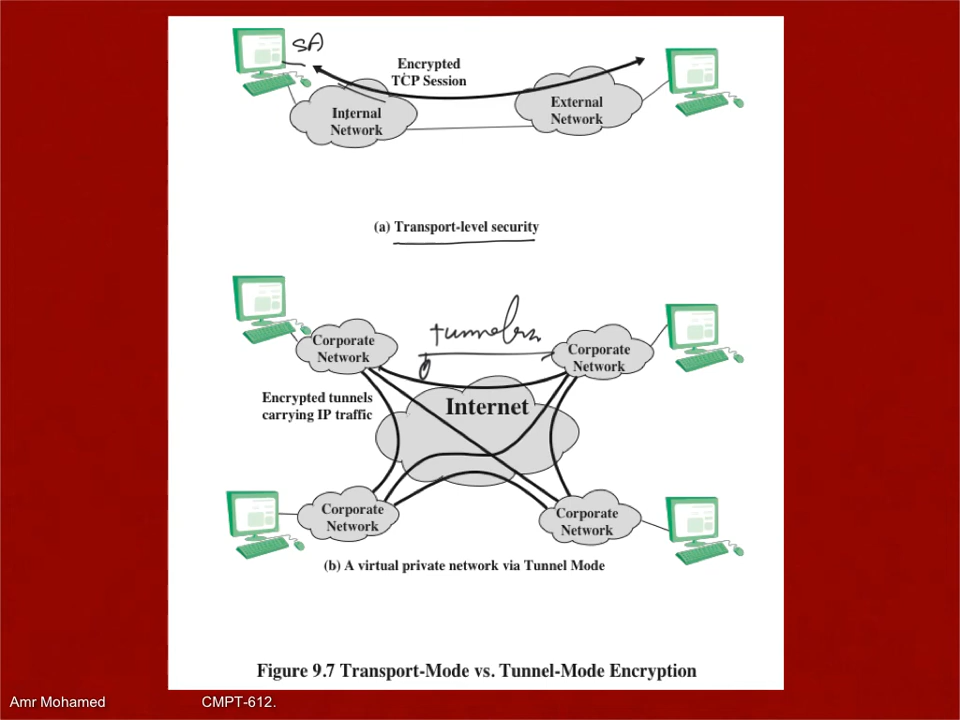 SA
Encrypted
TCP Session
Internal
Network
External
Network
(a) Transport-level security
Corporate
Network
Corporate
Network
Encrypted tunnels
carrying IP traffic
Internet
Corporate
Network
Corporate
Network
(b) A virtual private network via Tunnel Mode
Figure 9.7 Transport-Mode vs. Tunnel-Mode Encryption
Amr Mohamed
CMPT-612.